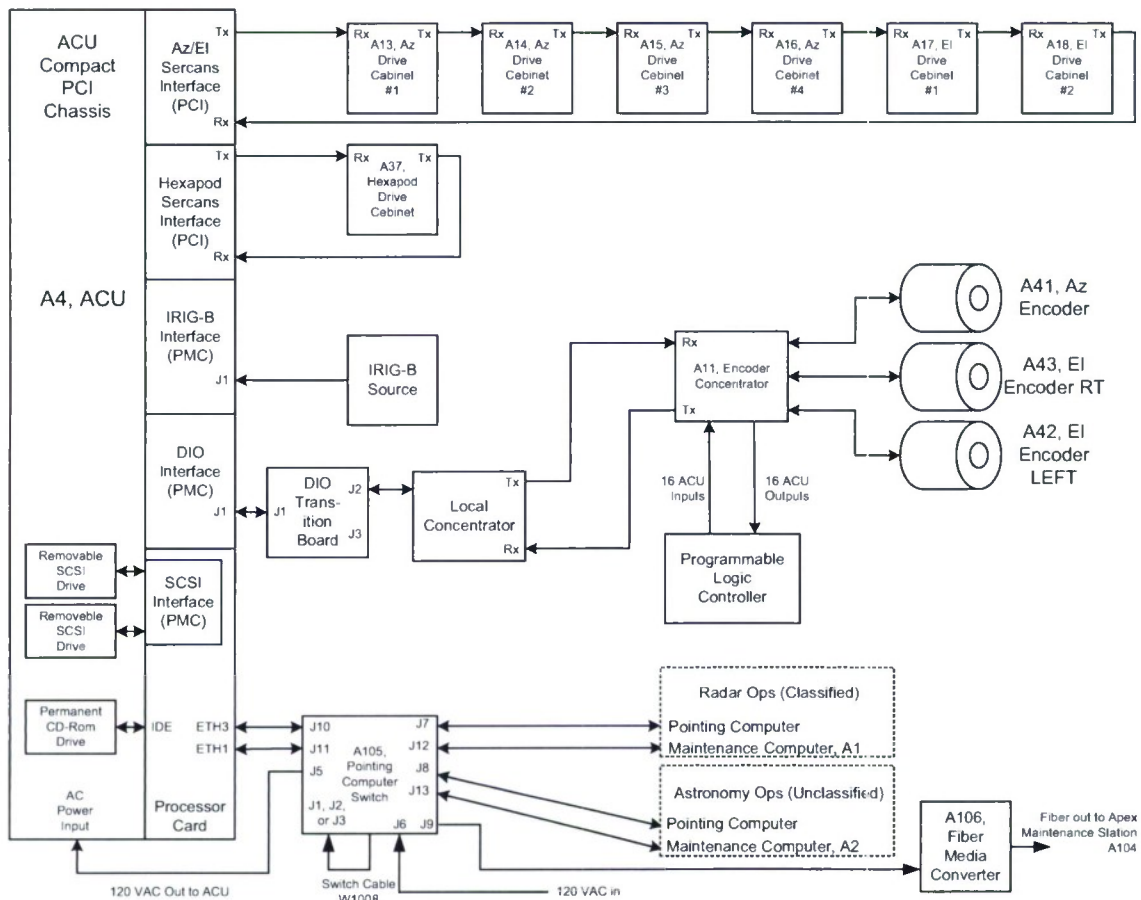 ACU
Compact
PCI
Chassis
A4, ACU
Tx
Az/El
Sercans
Interface
(PCI)
Rx
Tx
Hexapod
Sercans
Interface
(PCI)
Rx
IRIG-B
Interface
(PMC)
J1
DIO
Interface
(PMC)
J1
Rx Tx
A13, Az
Drive
Cabinet
#1
Rx Tx
A14, Az
Drive
Cebinet
#2
Rx Tx
A15, Az
Drive
Cebinet
#3
Rx Tx
A16, Az
Drive
Cebinet
#4
Rx Tx
A17, El
Drive
Cebinet
#1
Rx Tx
A18, El
Drive
Cebinet
#2
Rx Tx
A37,
Hexapod
Drive
Cebinet
IRIG-B
Source
J1
DIO
Trans-
ition
Board
J2
J3
Tx
Local
Concentrator
Rx
Rx
A11, Encoder
Concentrator
Tx
A41, Az
Encoder
A43, El
Encoder RT
A42, El
Encoder
LEFT
16 ACU
Inputs
16 ACU
Outputs
Programmable
Logic
Controller
Removable
SCSI
Drive
Removeble
SCSI
Drive
SCSI
Interface
(PMC)
Permanent
CD-Rom
Drive
IDE
ETH3
ETH1
AC
Power
Input
Processor
Card
J10
J11
J5
A105,
Pointing
Computer
Switch
J7
J12
J8
J13
J1, J2,
or J3
J6
J9
Radar Ops (Classified)
Pointing Computer
Maintenance Computer, A1
Astronomy Ops (Unclassified)
Pointing Computer
Maintenance Computer, A2
A106,
Fiber
Media
Converter
Fiber out to Apex
Maintenance Station
A104
120 VAC Out to ACU
Switch Cable
W1008
120 VAC in